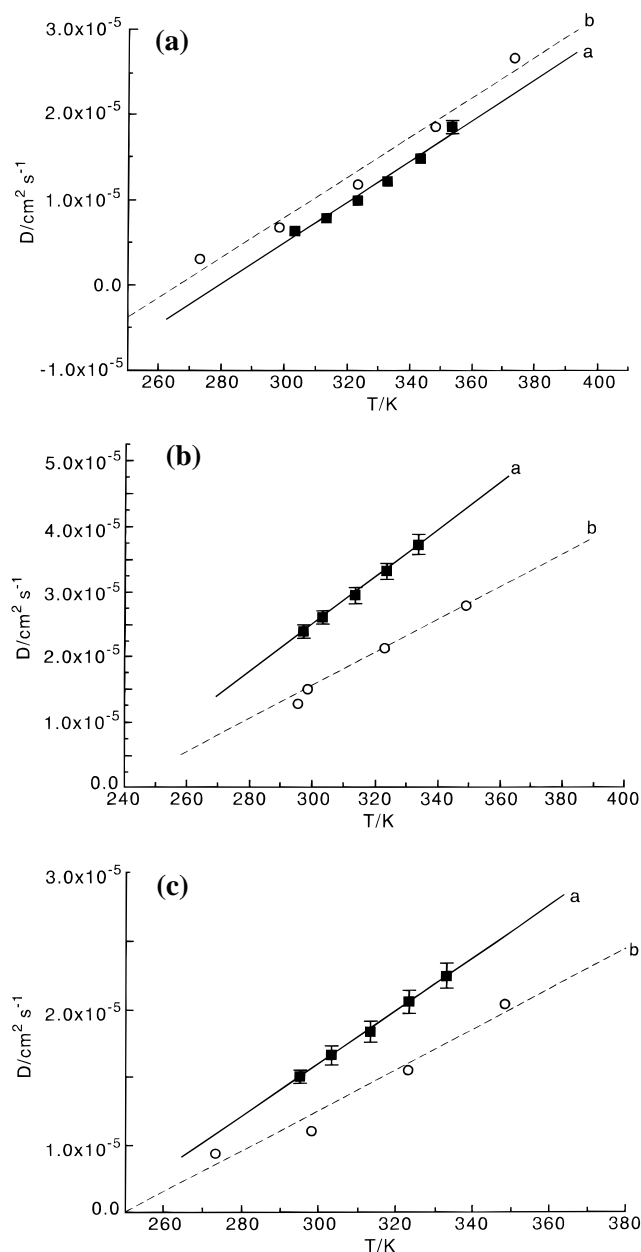 (a)
3.0x10⁻⁵
2.0x10⁻⁵
1.0x10⁻⁵
0.0
-1.0x10⁻⁵
D/cm² s⁻¹
b
a
260 280 300 320 340 360 380 400
T/K
(b)
5.0x10⁻⁵
4.0x10⁻⁵
3.0x10⁻⁵
2.0x10⁻⁵
1.0x10⁻⁵
0.0
D/cm² s⁻¹
a
b
240 260 280 300 320 340 360 380 400
T/K
(c)
3.0x10⁻⁵
2.0x10⁻⁵
1.0x10⁻⁵
0.0
D/cm² s⁻¹
a
b
260 280 300 320 340 360 380
T/K